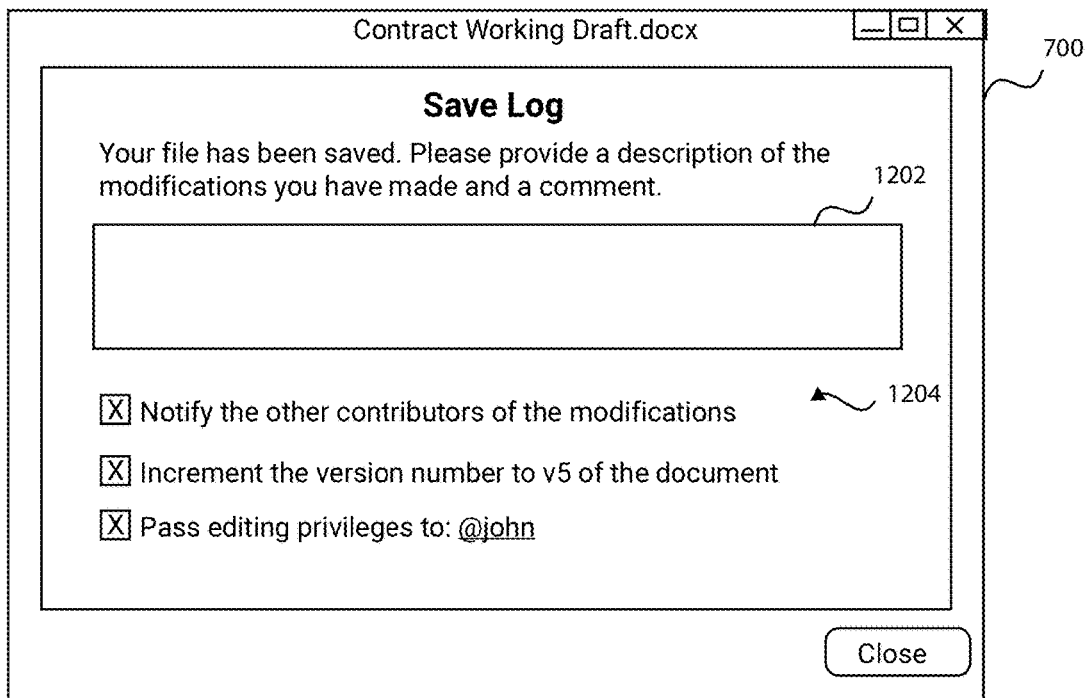 Contract Working Draft.docx
700
Save Log
Your file has been saved. Please provide a description of the
modifications you have made and a comment.
1202
1204
X Notify the other contributors of the modifications
X Increment the version number to v5 of the document
X Pass editing privileges to: @john
Close